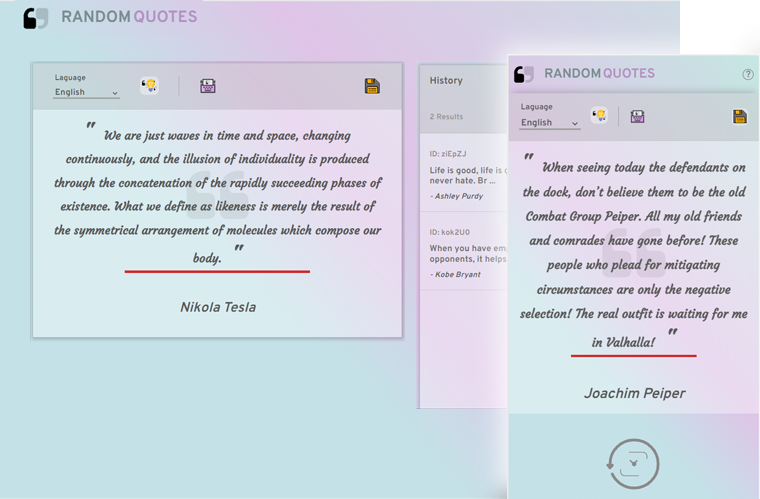 RANDOM QUOTES
Laguage
English
" We are just waves in time and space, changing
continuously, and the illusion of individuality is produced
through the concatenation of the rapidly succeeding phases of
existence. What we define as likeness is merely the result of
the symmetrical arrangement of molecules which compose our
body. "
Nikola Tesla
History
2 Results
ID: ziEpZJ
Life is good, life is
never hate. Br ...
- Ashley Purdy
ID: kok2U0
When you have em
opponents, it helps
- Kobe Bryant
RANDOM QUOTES
?
Laguage
English
" When seeing today the defendants on
the dock, don't believe them to be the old
Combat Group Peiper. All my old friends
and comrades have gone before! These
people who plead for mitigating
circumstances are only the negative
selection! The real outfit is waiting for me
in Valhalla! "
Joachim Peiper